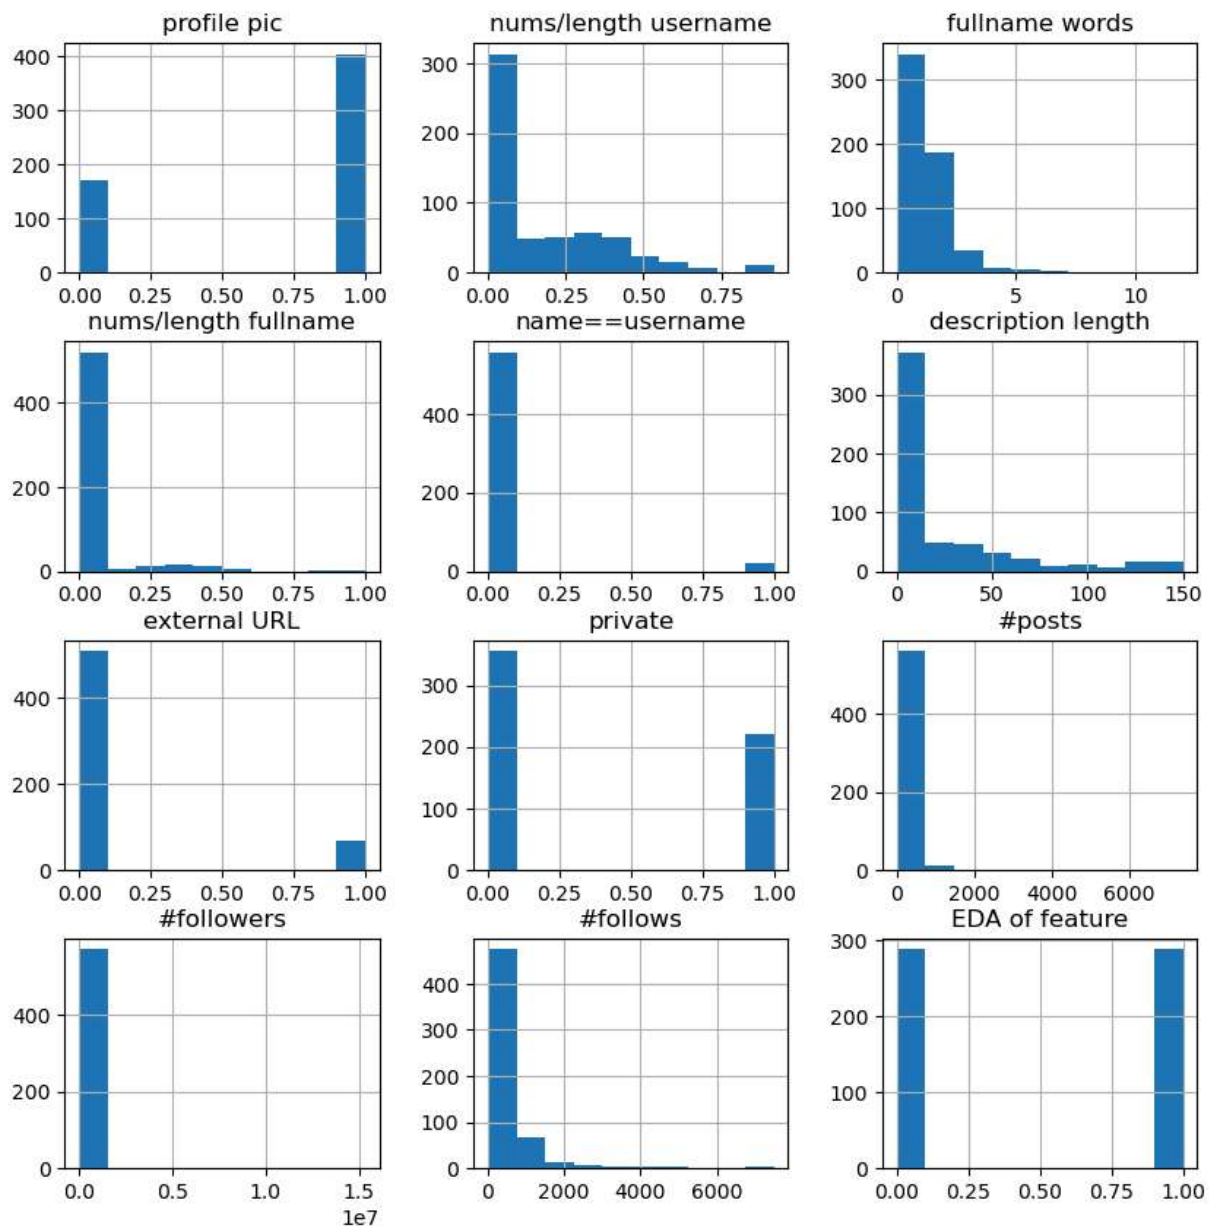 profile pic nums/length username fullname words
400
300
200
100
0
0.00 0.25 0.50 0.75 1.00
300
200
100
0
0.00 0.25 0.50 0.75
300
200
100
0
0 5 10
nums/length fullname name==username description length
400
200
0
0.00 0.25 0.50 0.75 1.00
400
200
0
0.00 0.25 0.50 0.75 1.00
300
200
100
0
0 50 100 150
external URL private #posts
400
200
0
0.00 0.25 0.50 0.75 1.00
300
200
100
0
0.00 0.25 0.50 0.75 1.00
400
200
0
0 2000 4000 6000
#followers #follows EDA of feature
400
200
0
0.0 0.5 1.0 1.5
1e7
400
300
200
100
0
0 2000 4000 6000
300
200
100
0
0.00 0.25 0.50 0.75 1.00